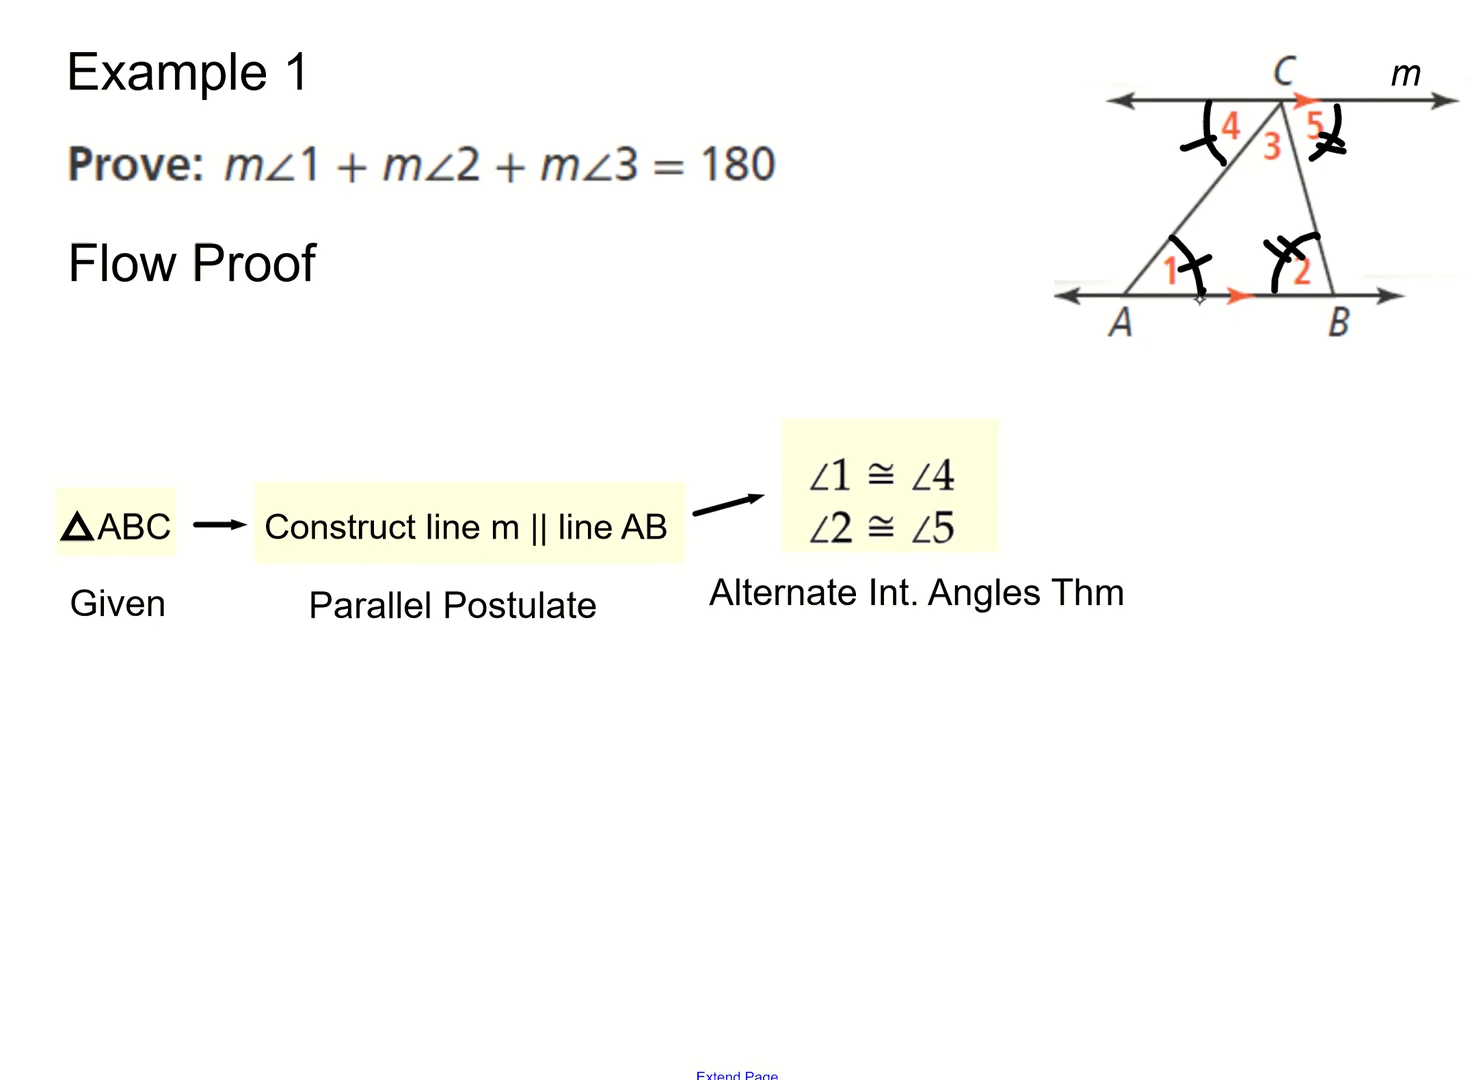 Example 1
Prove: m∠1 + m∠2 + m∠3 = 180
Flow Proof
C
m
4
3
5
1
2
A
B
∠1 ≅ ∠4
∠2 ≅ ∠5
△ABC
Construct line m || line AB
Given
Parallel Postulate
Alternate Int. Angles Thm
Extend Page